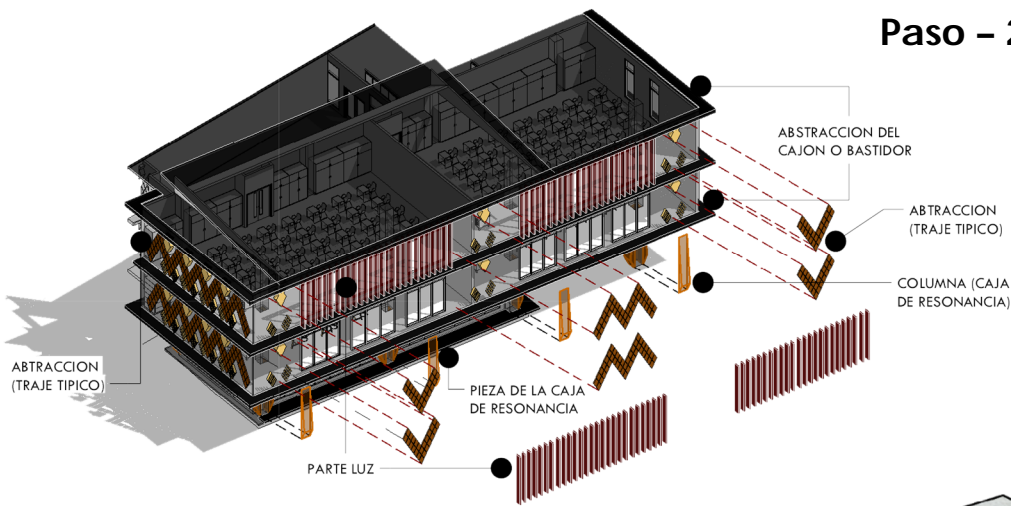 Paso – 2
ABSTRACCION DEL
CAJON O BASTIDOR
ABTRACCION
(TRAJE TIPICO)
COLUMNA (CAJA
DE RESONANCIA)
ABTRACCION
(TRAJE TIPICO)
PIEZA DE LA CAJA
DE RESONANCIA
PARTE LUZ